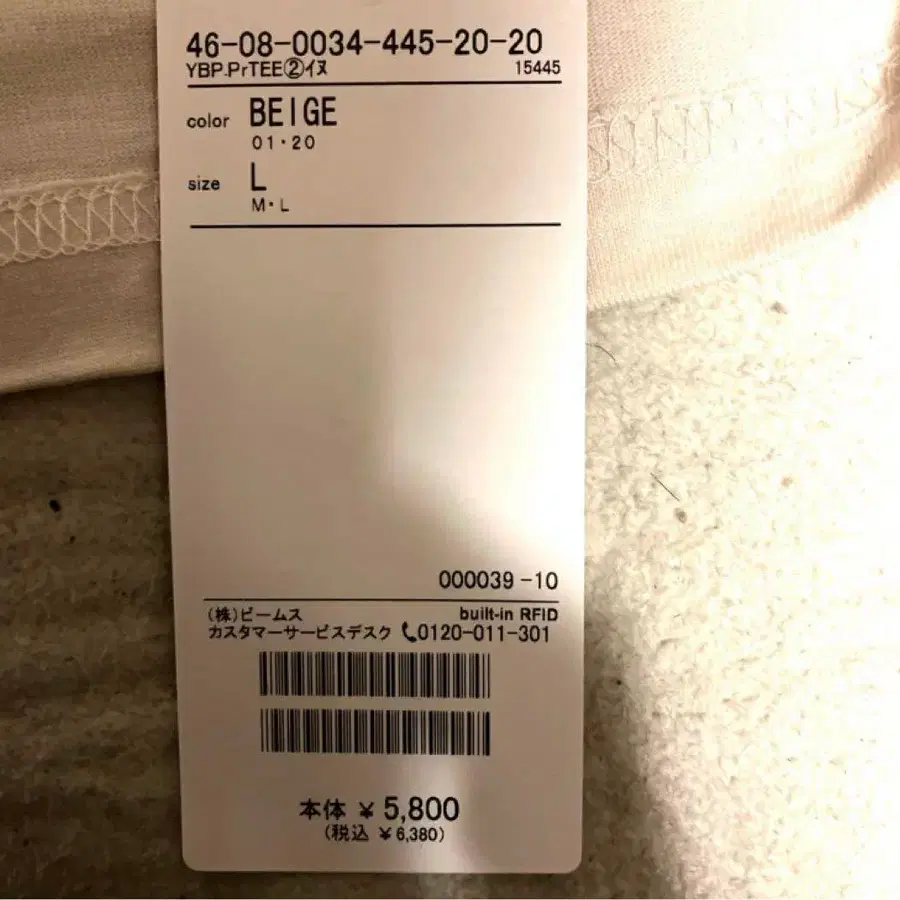 46-08-0034-445-20-20
YBP.PrTEE②イヌ 15445
color BEIGE
01・20
size L
M・L
000039-10
(株)ビームス built-in RFID
カスタマーサービスデスク 0120-011-301
本体 ¥5,800
(税込 ¥6,380)